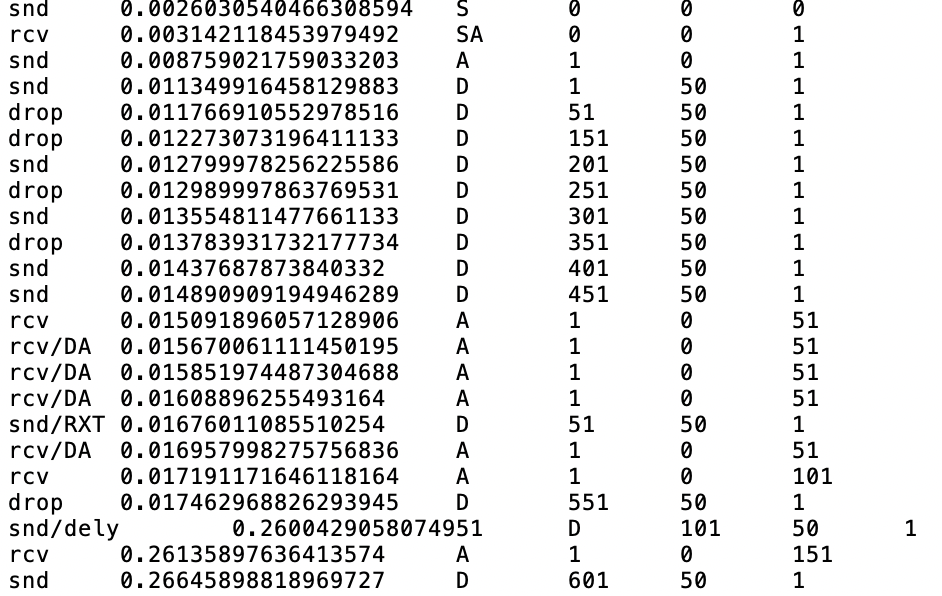 snd 0.0026030540466308594 S 0 0 0
rcv 0.003142118453979492 SA 0 0 1
snd 0.008759021759033203 A 1 0 1
snd 0.011349916458129883 D 1 50 1
drop 0.011766910552978516 D 51 50 1
drop 0.012273073196411133 D 151 50 1
snd 0.012799978256225586 D 201 50 1
drop 0.012989997863769531 D 251 50 1
snd 0.013554811477661133 D 301 50 1
drop 0.013783931732177734 D 351 50 1
snd 0.01437687873840332 D 401 50 1
snd 0.014890909194946289 D 451 50 1
rcv 0.015091896057128906 A 1 0 51
rcv/DA 0.015670061111450195 A 1 0 51
rcv/DA 0.015851974487304688 A 1 0 51
rcv/DA 0.01608896255493164 A 1 0 51
snd/RXT 0.01676011085510254 D 51 50 1
rcv/DA 0.016957998275756836 A 1 0 51
rcv 0.017191171646118164 A 1 0 101
drop 0.017462968826293945 D 551 50 1
snd/dely 0.2600429058074951 D 101 50 1
rcv 0.26135897636413574 A 1 0 151
snd 0.26645898818969727 D 601 50 1